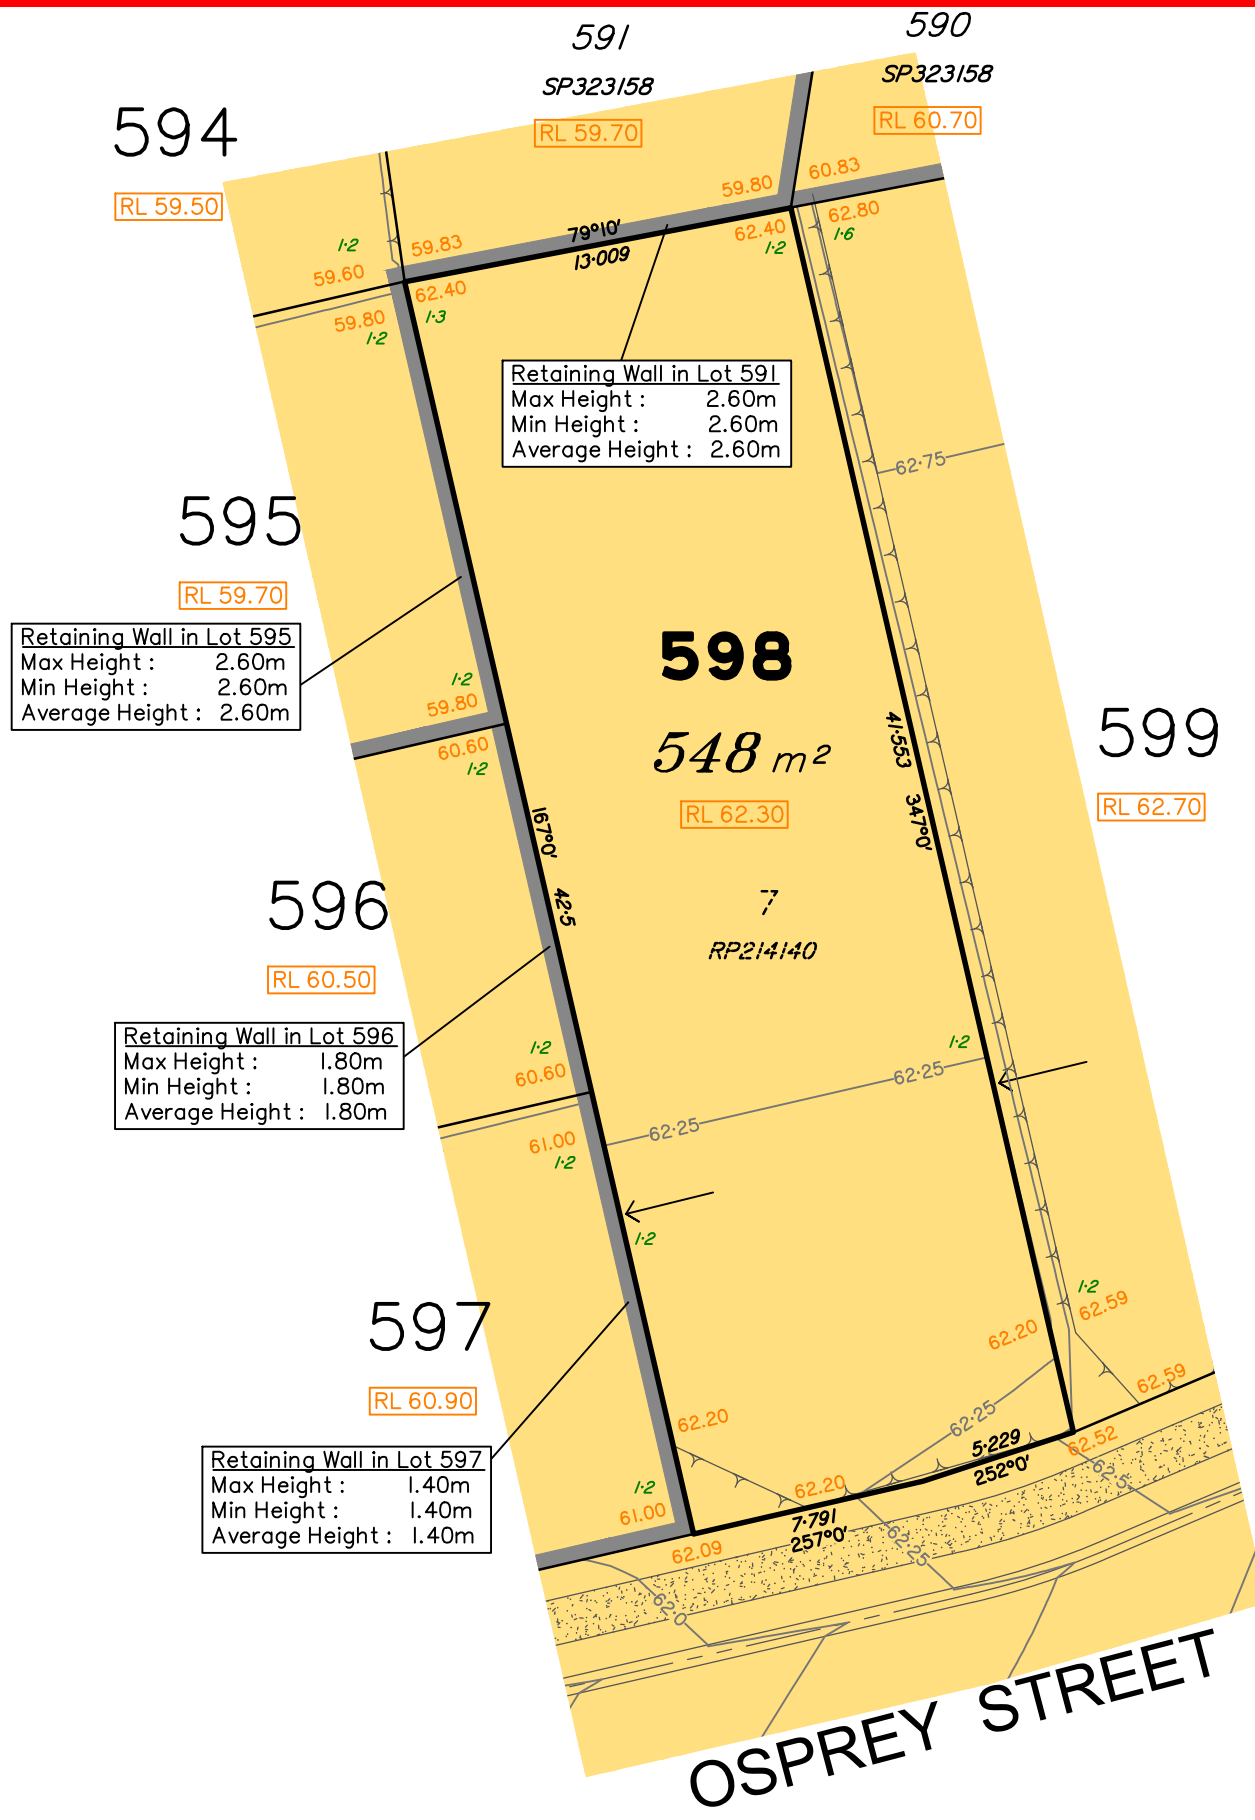 591
SP323158
RL 59.70
590
SP323158
RL 60.70
594
RL 59.50
59.80
60.83
62.80
1·6
62.40
1·2
79°10'
13·009
1·2
59.83
59.60
62.40
1·3
59.80
1·2
Retaining Wall in Lot 591
Max Height : 2.60m
Min Height : 2.60m
Average Height : 2.60m
62·75
595
RL 59.70
Retaining Wall in Lot 595
Max Height : 2.60m
Min Height : 2.60m
Average Height : 2.60m
1·2
59.80
60.60
1·2
598
548 m²
RL 62.30
7
RP214140
41·553
347°0'
599
RL 62.70
167°0'
42·5
596
RL 60.50
Retaining Wall in Lot 596
Max Height : 1.80m
Min Height : 1.80m
Average Height : 1.80m
1·2
60.60
61.00
1·2
1·2
62·25
62·25
1·2
597
RL 60.90
Retaining Wall in Lot 597
Max Height : 1.40m
Min Height : 1.40m
Average Height : 1.40m
1·2
62.59
62.20
62.59
62.20
62·25
5·229
252°0'
62.52
62·5
1·2
61.00
62.20
7·791
257°0'
62.09
62·25
62·0
OSPREY STREET